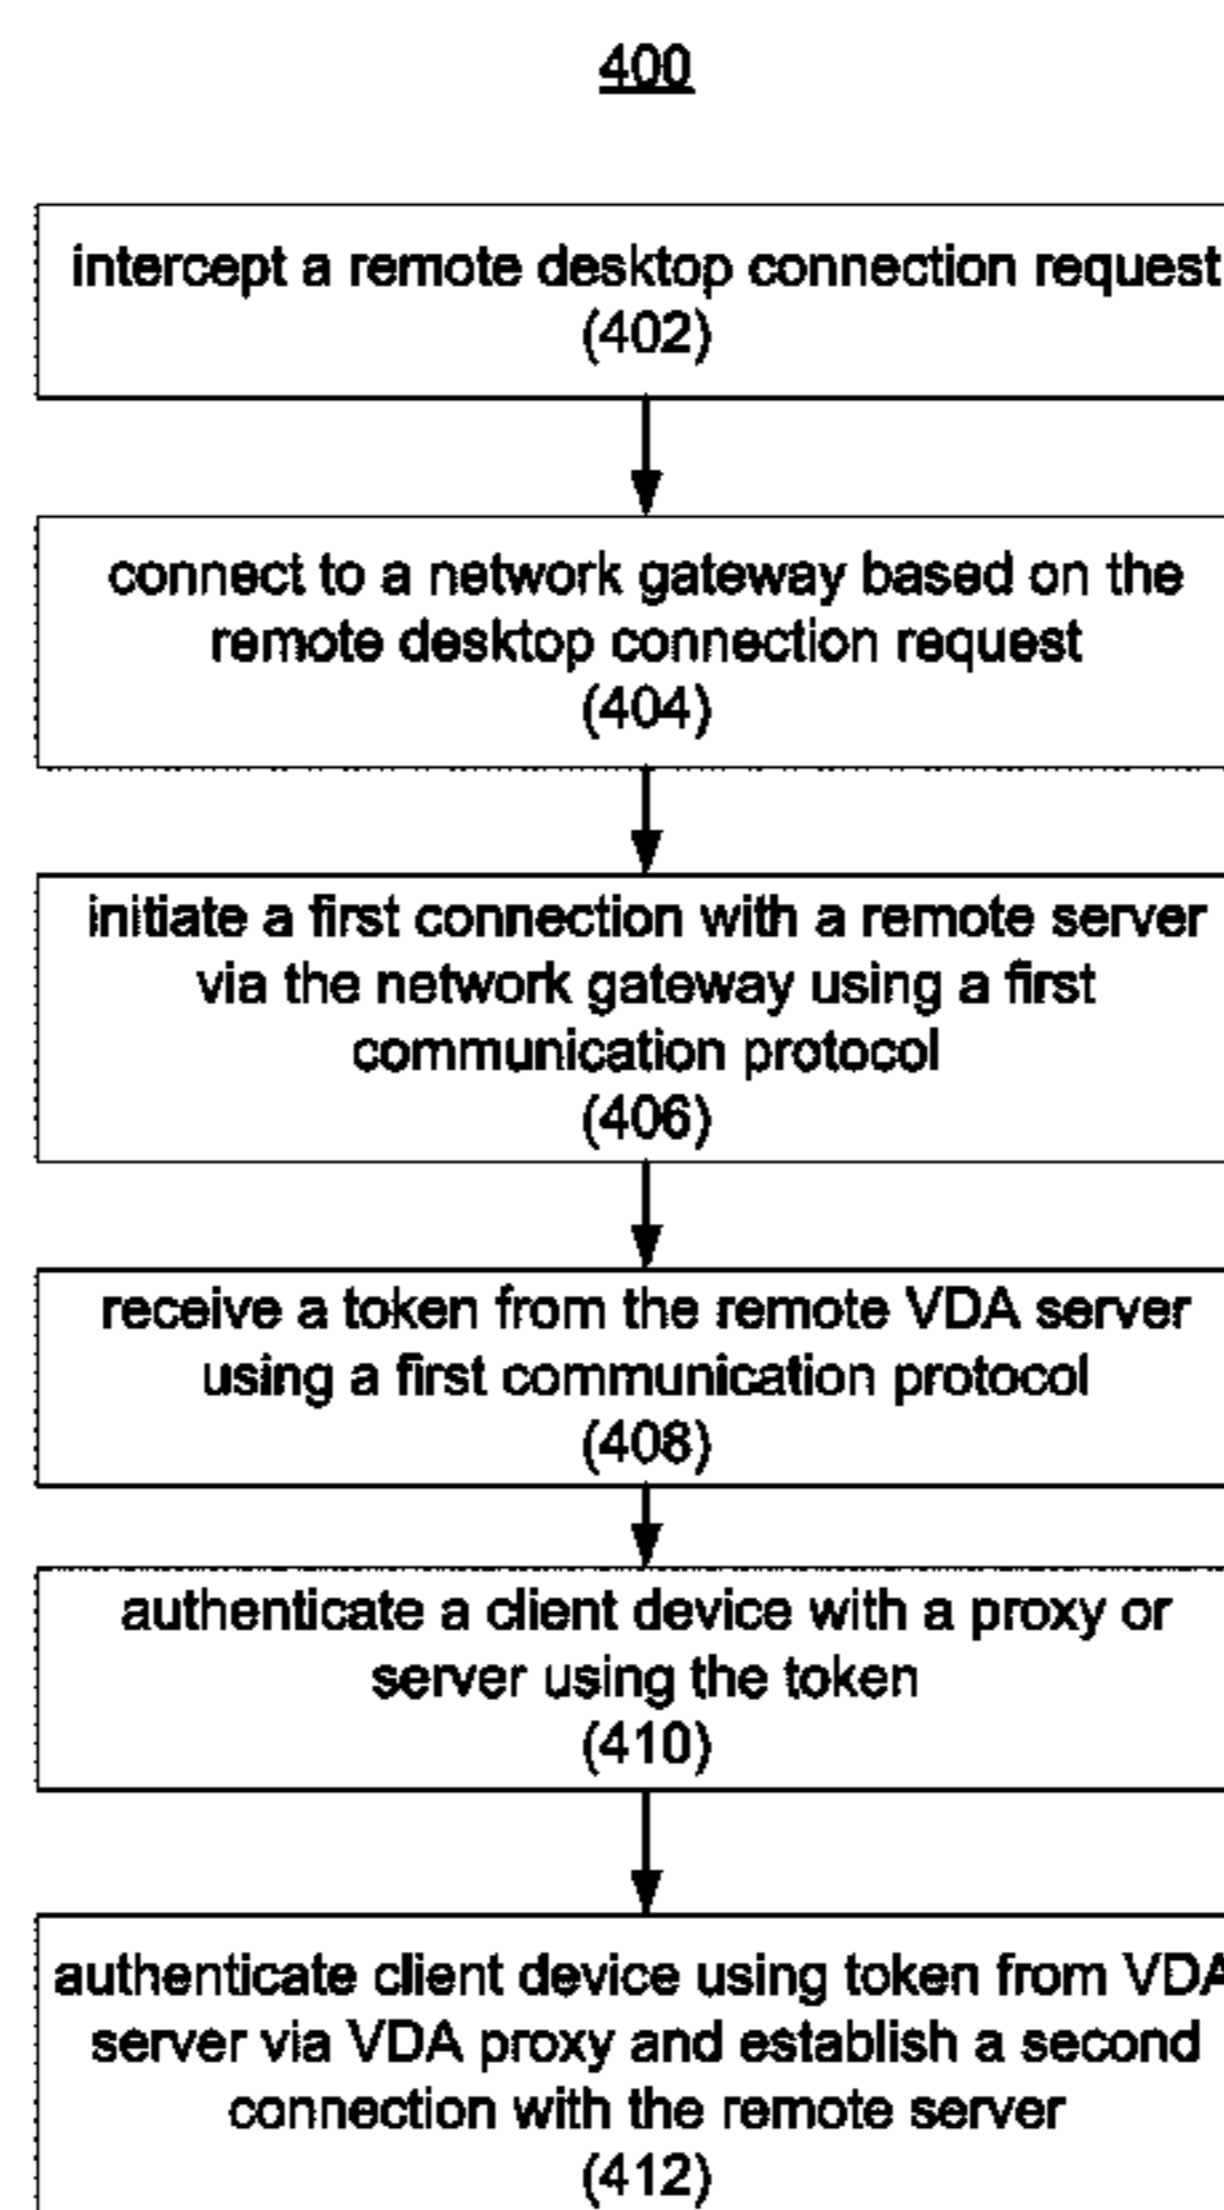 400
intercept a remote desktop connection request
(402)
connect to a network gateway based on the
remote desktop connection request
(404)
initiate a first connection with a remote server
via the network gateway using a first
communication protocol
(406)
receive a token from the remote VDA server
using a first communication protocol
(408)
authenticate a client device with a proxy or
server using the token
(410)
authenticate client device using token from VDA
server via VDA proxy and establish a second
connection with the remote server
(412)